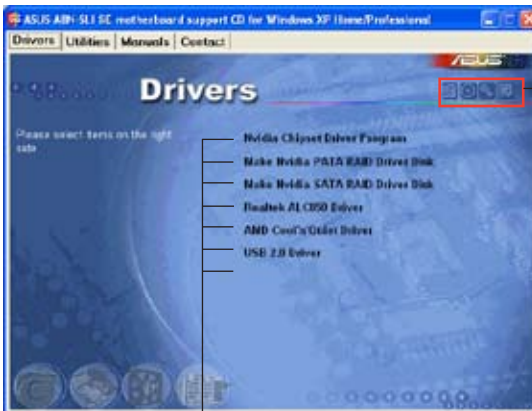 ASUS A8N-SLI SE motherboard support CD for Windows XP Home/Professional
Drivers Utilities Manuals Contact
ASUS
Drivers
Please select items on the right
side
Nvidia Chipset Driver Program
Make Nvidia PATA RAID Driver Disk
Make Nvidia SATA RAID Driver Disk
Realtek ALC850 Driver
AMD Cool'n'Quiet Driver
USB 2.0 Driver